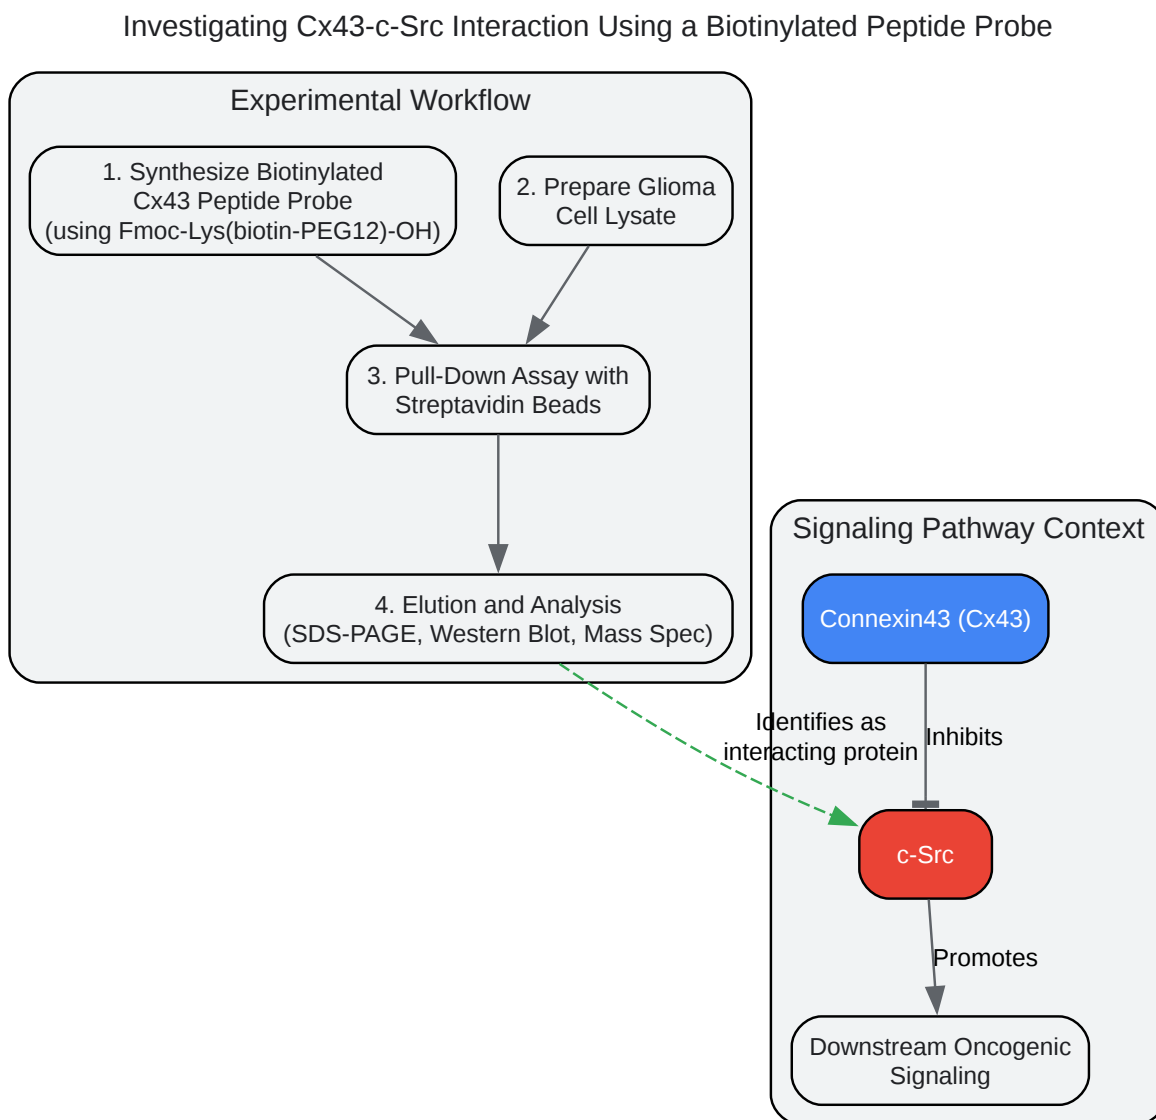 Investigating Cx43-c-Src Interaction Using a Biotinylated Peptide Probe
Experimental Workflow
1. Synthesize Biotinylated
Cx43 Peptide Probe
(using Fmoc-Lys(biotin-PEG12)-OH)
2. Prepare Glioma
Cell Lysate
3. Pull-Down Assay with
Streptavidin Beads
4. Elution and Analysis
(SDS-PAGE, Western Blot, Mass Spec)
Signaling Pathway Context
Connexin43 (Cx43)
Identifies as
interacting protein
Inhibits
c-Src
Promotes
Downstream Oncogenic
Signaling